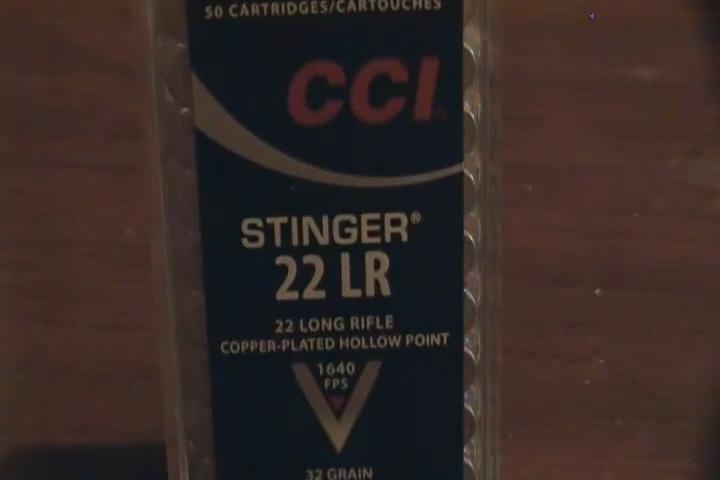 50 CARTRIDGES/CARTOUCHES
CCI
STINGER®
22 LR
22 LONG RIFLE
COPPER-PLATED HOLLOW POINT
1640
FPS
32 GRAIN